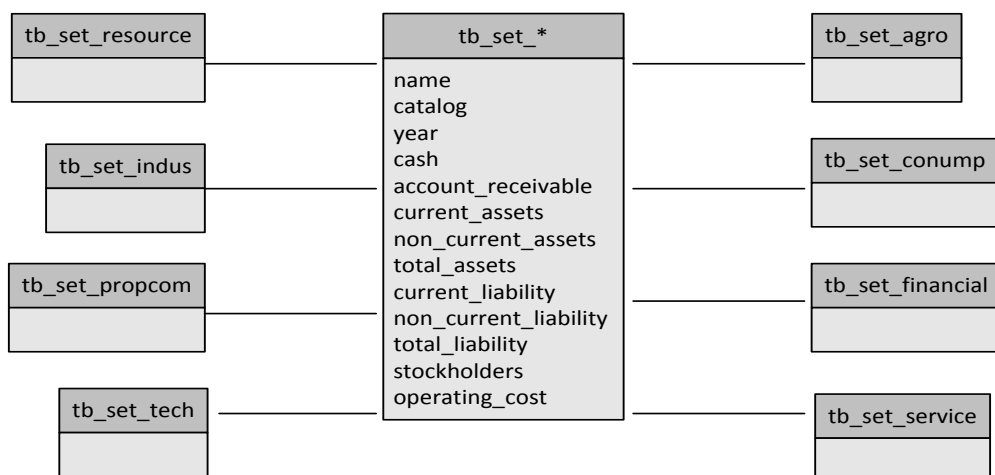 tb_set_resource
tb_set_indus
tb_set_propcom
tb_set_tech
tb_set_*
name
catalog
year
cash
account_receivable
current_assets
non_current_assets
total_assets
current_liability
non_current_liability
total_liability
stockholders
operating_cost
tb_set_agro
tb_set_conump
tb_set_financial
tb_set_service